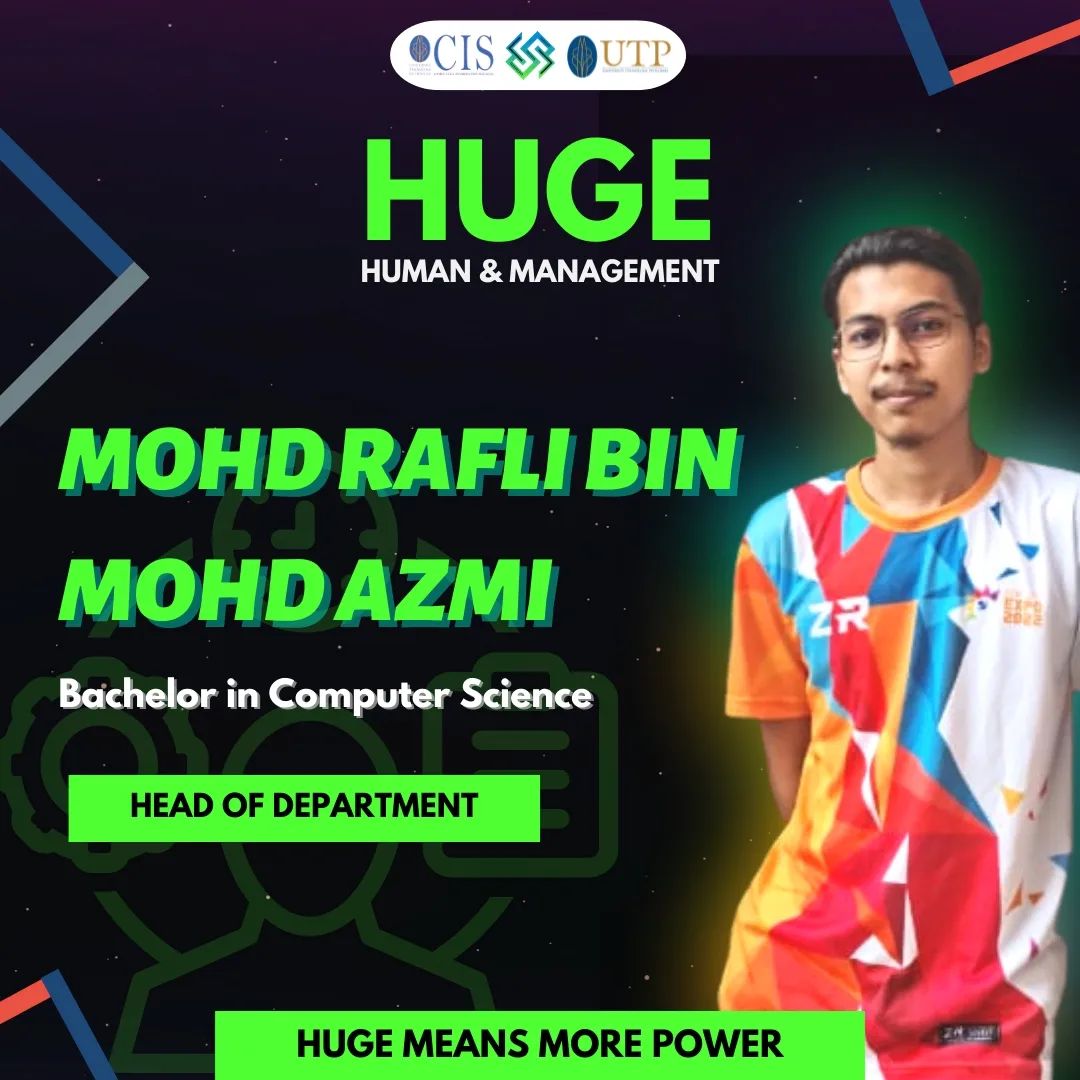 CIS
UTP
HUGE
HUMAN & MANAGEMENT
MOHD RAFLI BIN
MOHD AZMI
ZR
EXPO
2022
Bachelor in Computer Science
HEAD OF DEPARTMENT
HUGE MEANS MORE POWER